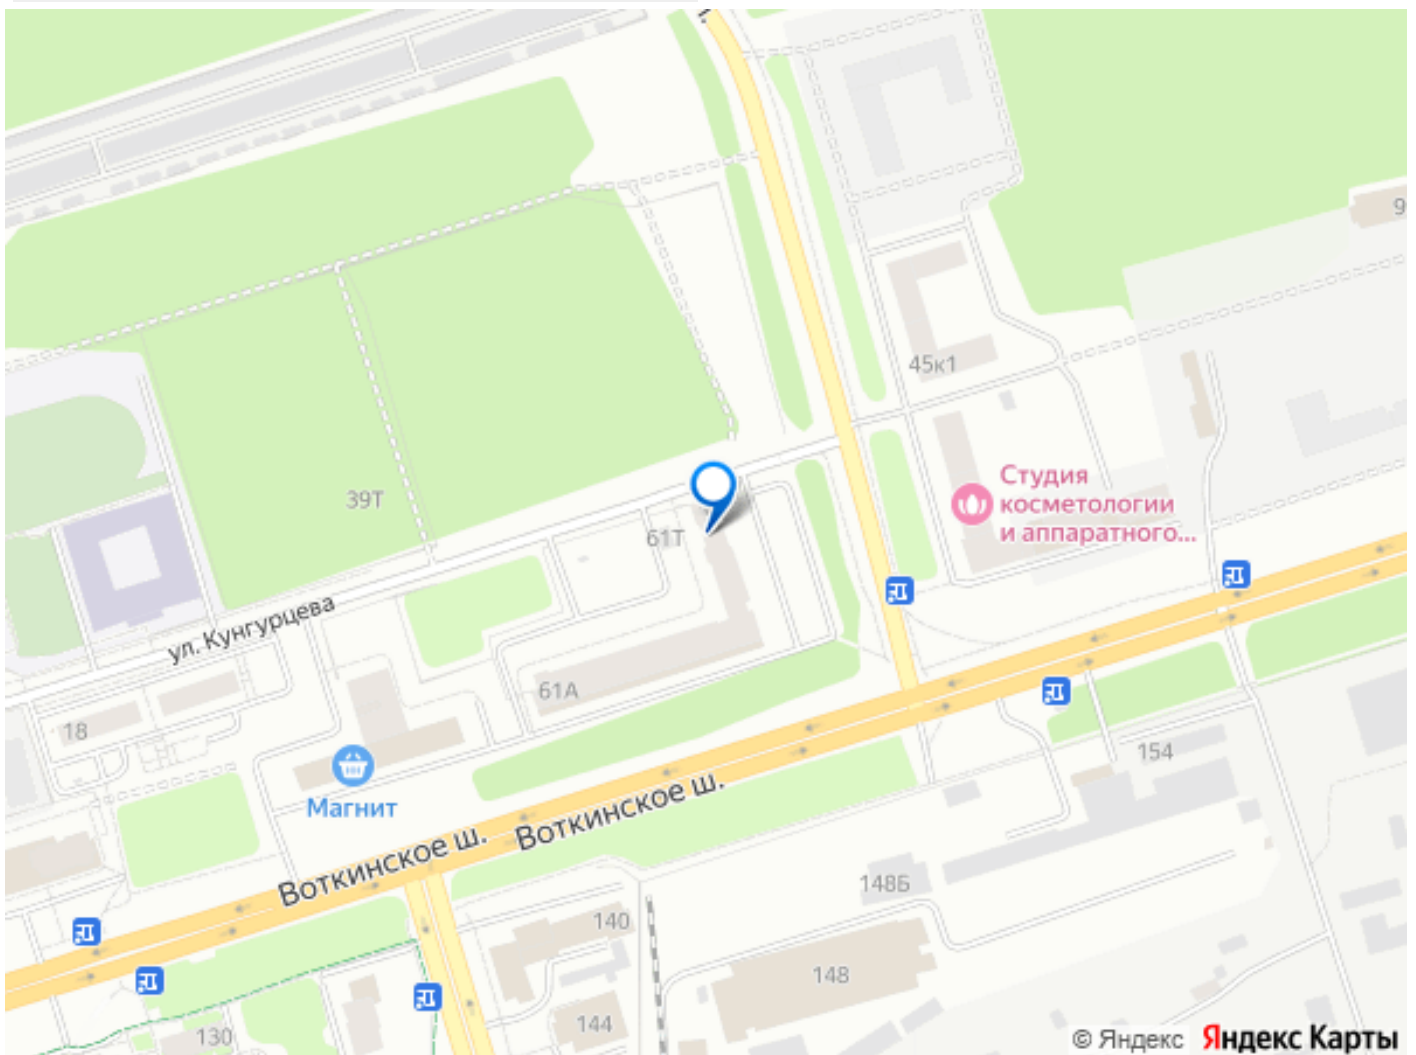 9
45к1
Студия
косметологии
и аппаратного...
39Т
61Т
ул. Кунгурцева
61А
18
Магнит
154
Воткинское ш.
Воткинское ш.
148Б
140
148
144
130
© Яндекс Яндекс Карты